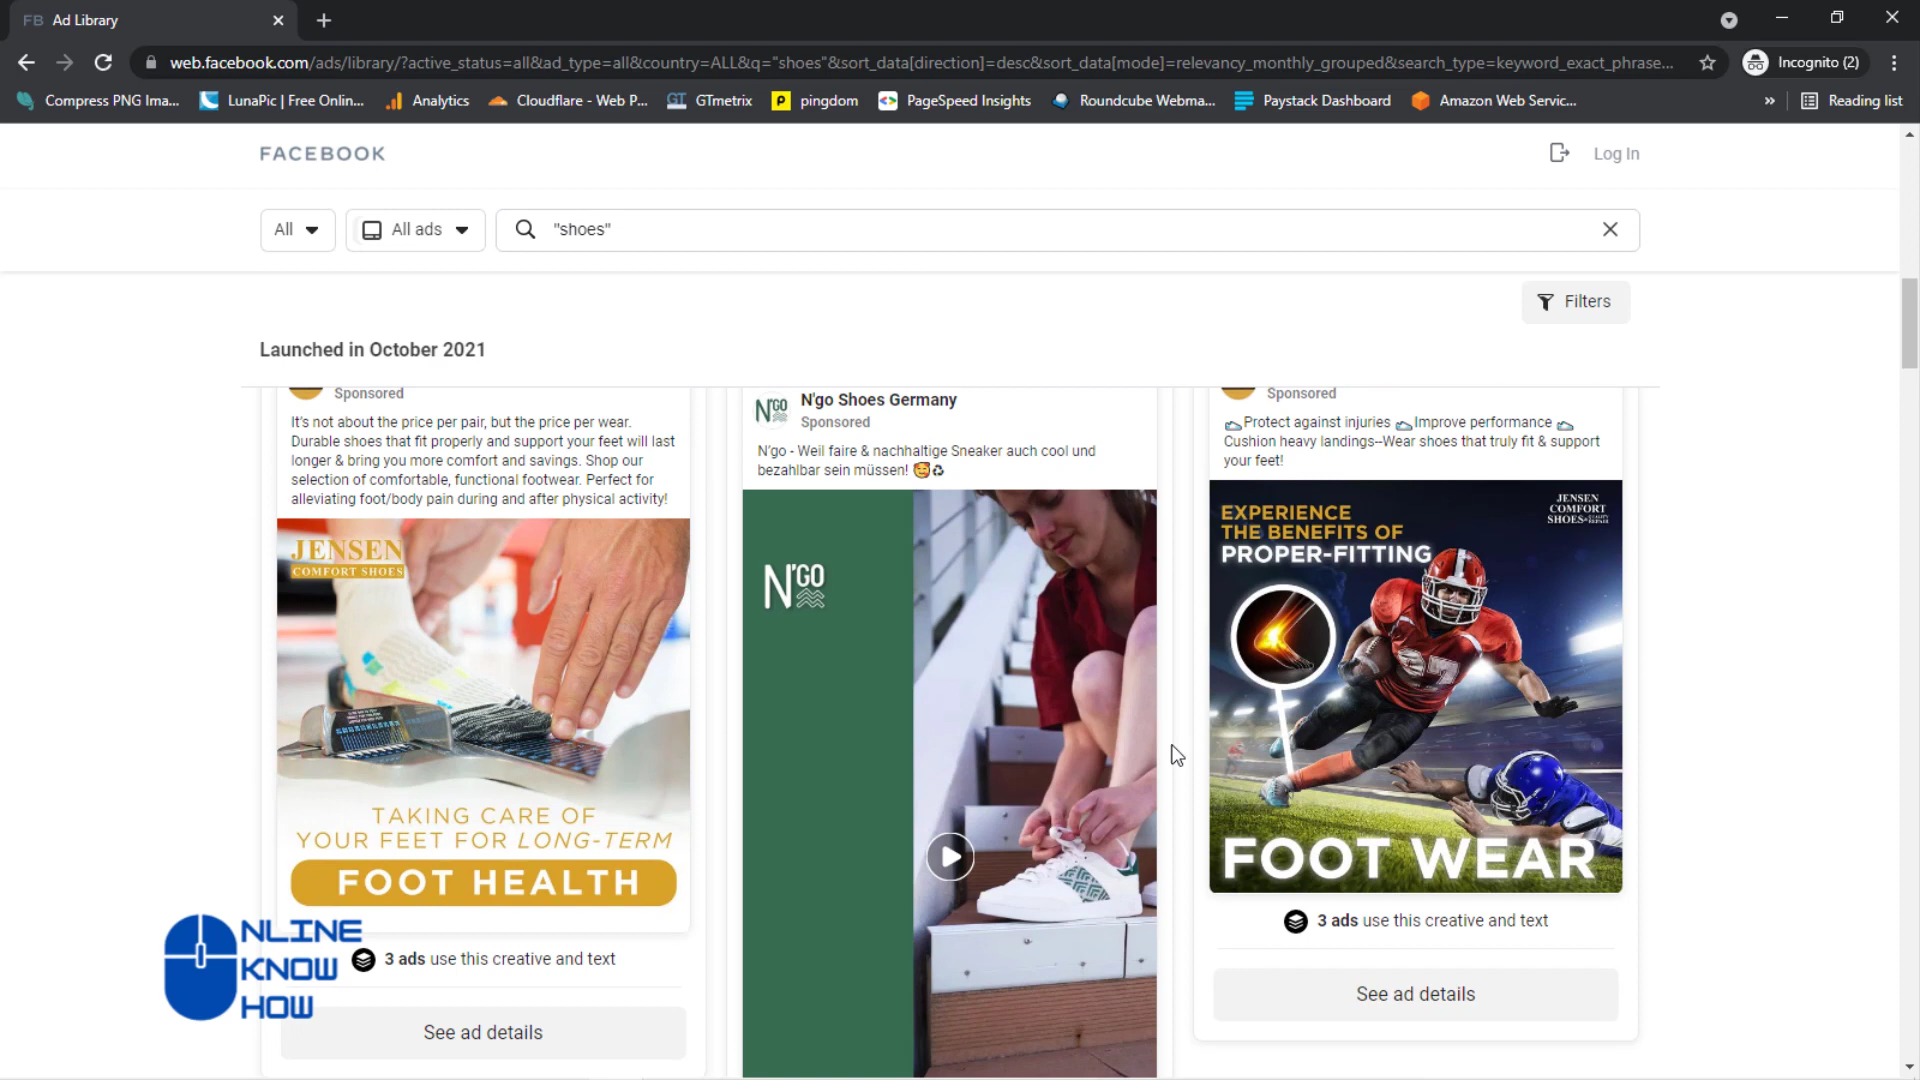 FB Ad Library
web.facebook.com/ads/library/?active_status=all&ad_type=all&country=ALL&q="shoes"&sort_data[direction]=desc&sort_data[mode]=relevancy_monthly_grouped&search_type=keyword_exact_phrase...
Incognito (2)
Compress PNG Ima...
LunaPic | Free Onlin...
Analytics
Cloudflare - Web P...
GT GTmetrix
p pingdom
PageSpeed Insights
Roundcube Webma...
Paystack Dashboard
Amazon Web Servic...
»
Reading list
FACEBOOK
Log In
All
All ads
"shoes"
Filters
Launched in October 2021
Sponsored
It's not about the price per pair, but the price per wear.
Durable shoes that fit properly and support your feet will last
longer & bring you more comfort and savings. Shop our
selection of comfortable, functional footwear. Perfect for
alleviating foot/body pain during and after physical activity!
JENSEN
COMFORT SHOES
TAKING CARE OF
YOUR FEET FOR LONG-TERM
FOOT HEALTH
3 ads use this creative and text
See ad details
N'GO
N'go Shoes Germany
Sponsored
N'go - Weil faire & nachhaltige Sneaker auch cool und
bezahlbar sein müssen! 🥰♻
N'GO
Sponsored
👟Protect against injuries 👟Improve performance 👟
Cushion heavy landings--Wear shoes that truly fit & support
your feet!
EXPERIENCE
THE BENEFITS OF
PROPER-FITTING
JENSEN
COMFORT
SHOES
FOOT WEAR
3 ads use this creative and text
See ad details
NLINE
KNOW
HOW